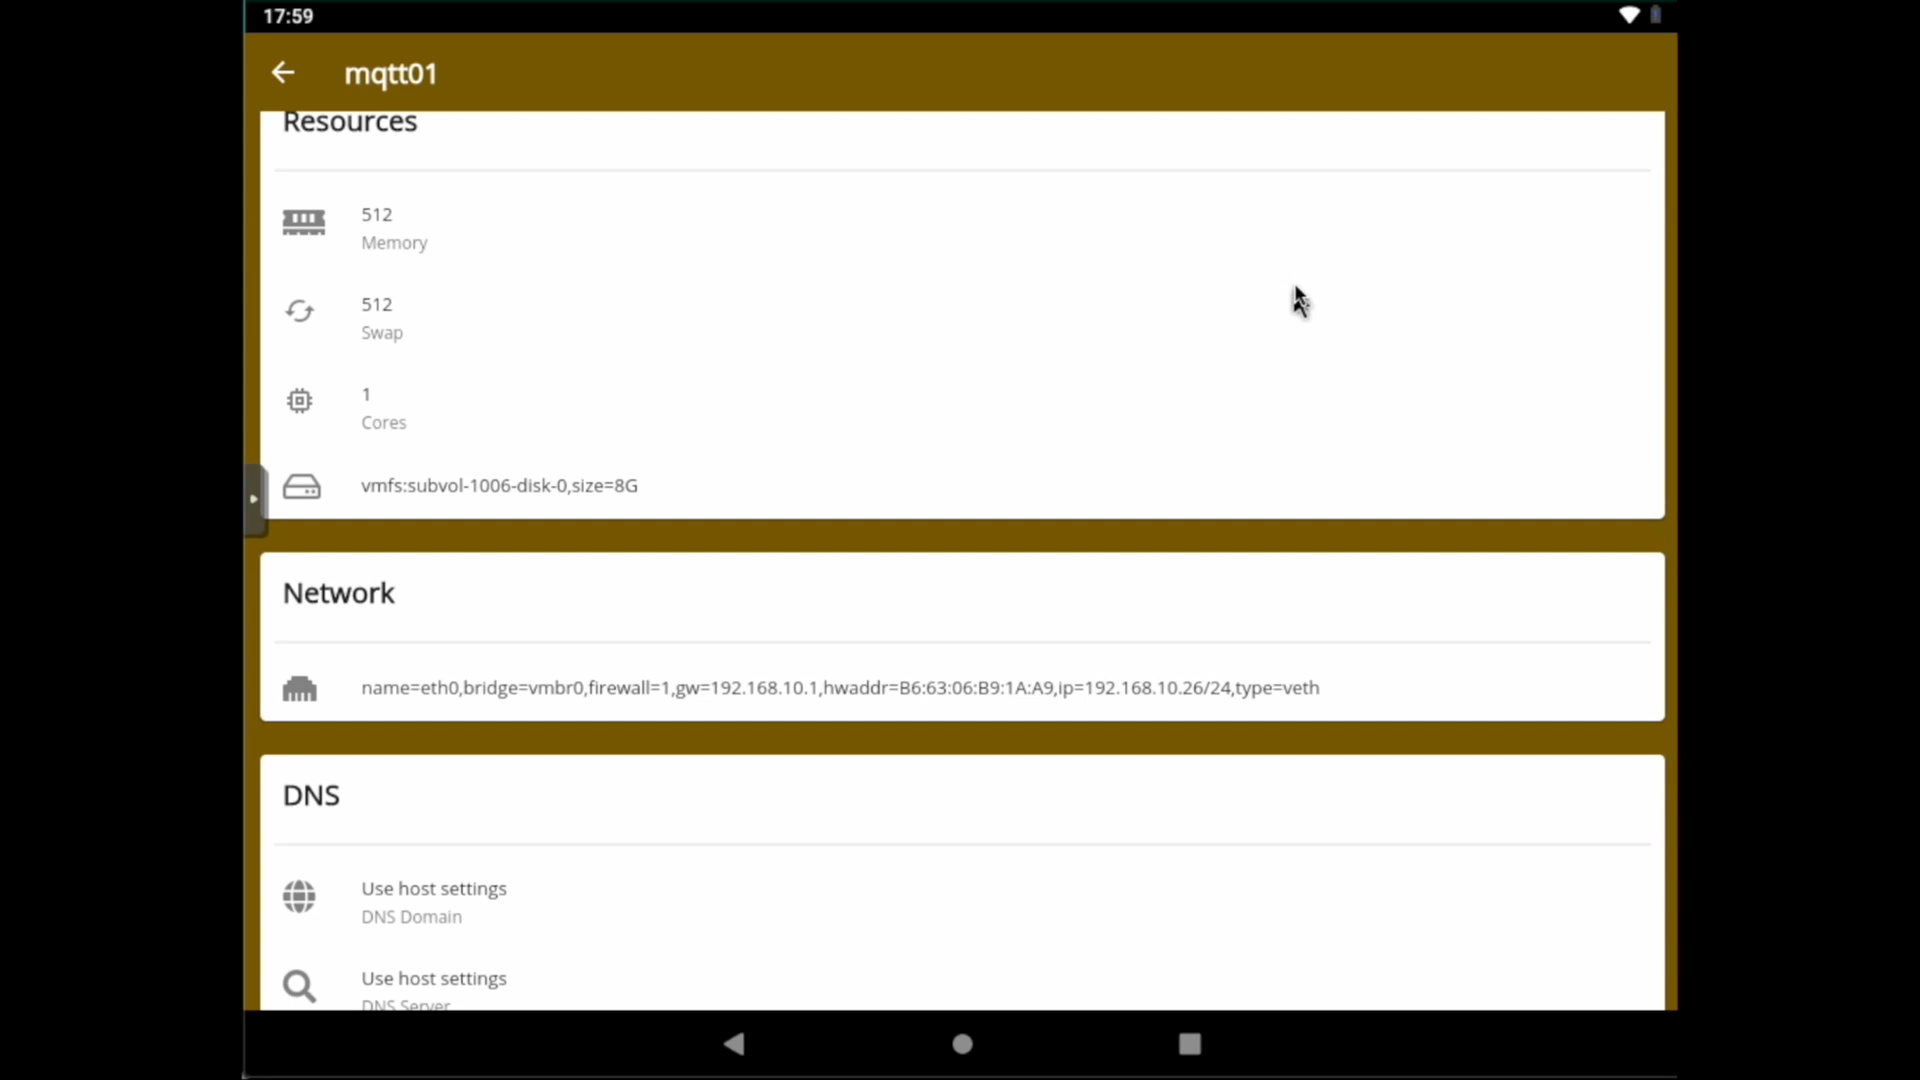 17:59
mqtt01
Resources
512
Memory
512
Swap
1
Cores
vmfs:subvol-1006-disk-0,size=8G
Network
name=eth0,bridge=vmbr0,firewall=1,gw=192.168.10.1,hwaddr=B6:63:06:B9:1A:A9,ip=192.168.10.26/24,type=veth
DNS
Use host settings
DNS Domain
Use host settings
DNS Server